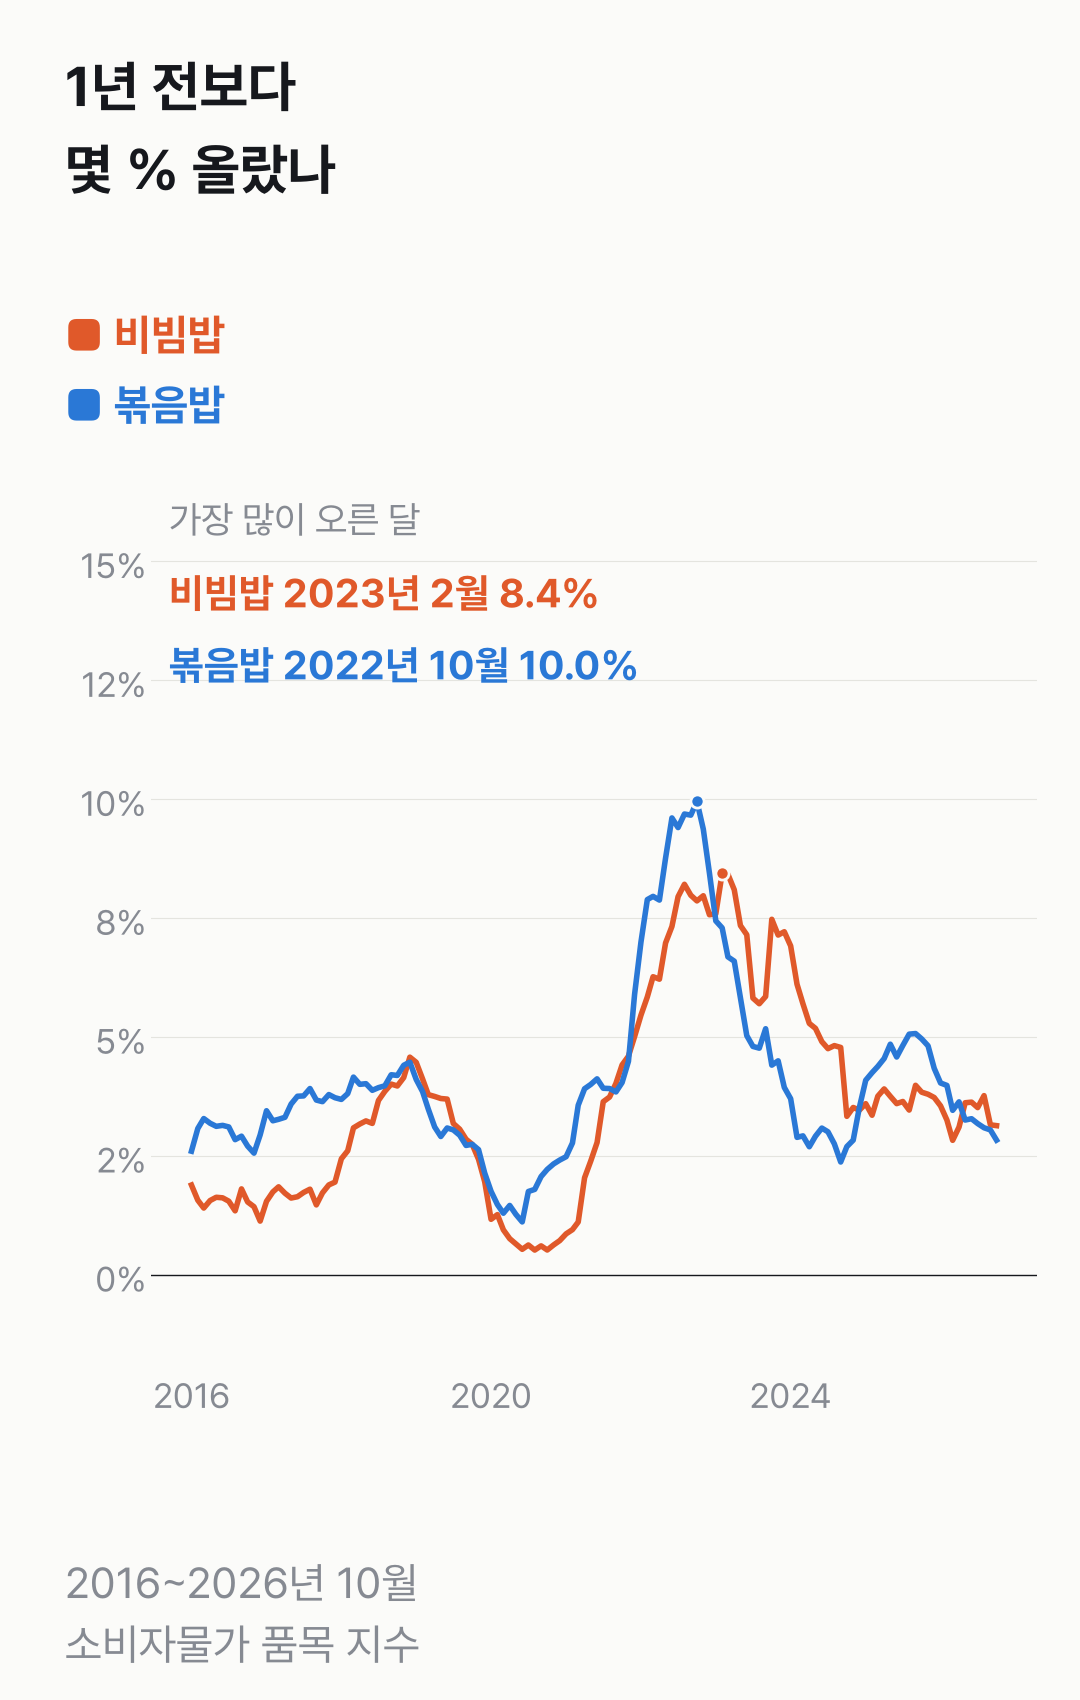 1년 전보다
몇 % 올랐나
비빔밥
볶음밥
가장 많이 오른 달
15%
비빔밥 2023년 2월 8.4%
볶음밥 2022년 10월 10.0%
12%
10%
8%
5%
2%
0%
2016 2020 2024
2016~2026년 10월
소비자물가 품목 지수